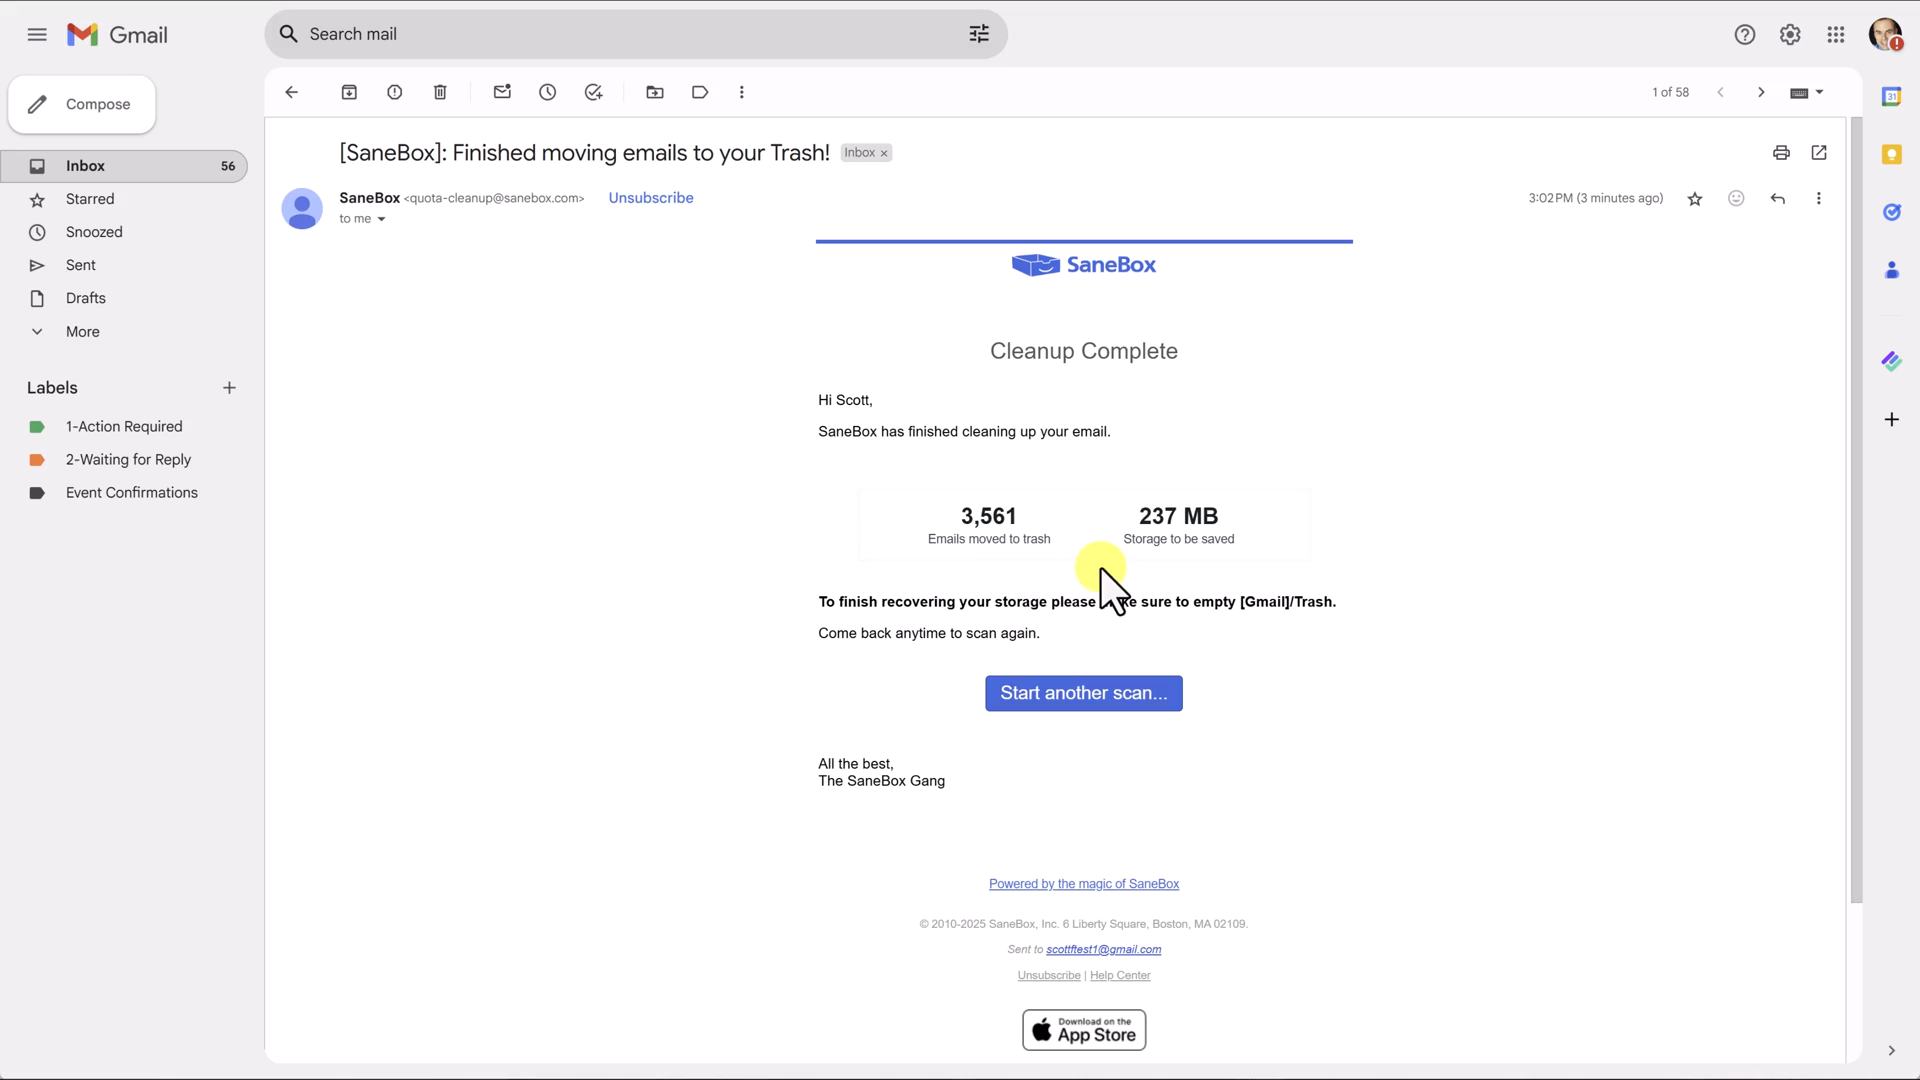 Gmail
Search mail
Compose
1 of 58
Inbox 56
Starred
Snoozed
Sent
Drafts
More
Labels
1-Action Required
2-Waiting for Reply
Event Confirmations
[SaneBox]: Finished moving emails to your Trash! Inbox ×
SaneBox <quota-cleanup@sanebox.com> Unsubscribe
3:02 PM (3 minutes ago)
to me
SaneBox
Cleanup Complete
Hi Scott,
SaneBox has finished cleaning up your email.
3,561 237 MB
Emails moved to trash Storage to be saved
To finish recovering your storage please sure to empty [Gmail]/Trash.
Come back anytime to scan again.
Start another scan...
All the best,
The SaneBox Gang
Powered by the magic of SaneBox
© 2010-2025 SaneBox, Inc. 6 Liberty Square, Boston, MA 02109.
Sent to scottftest1@gmail.com
Unsubscribe | Help Center
Download on the
App Store
31